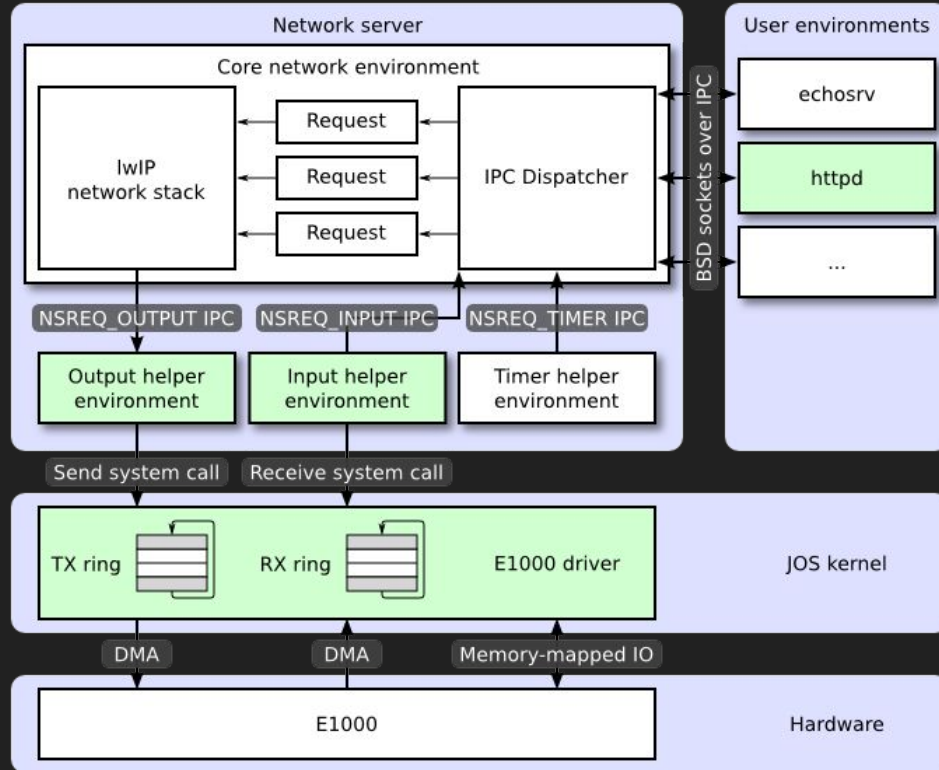 Network server
User environments
Core network environment
lwIP
network stack
Request
Request
Request
IPC Dispatcher
BSD sockets over IPC
echosrv
httpd
...
NSREQ_OUTPUT IPC
NSREQ_INPUT IPC
NSREQ_TIMER IPC
Output helper
environment
Input helper
environment
Timer helper
environment
Send system call
Receive system call
TX ring
RX ring
E1000 driver
JOS kernel
DMA
DMA
Memory-mapped IO
E1000
Hardware